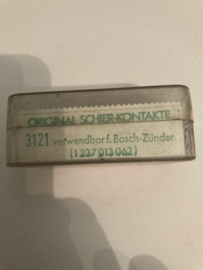 ORIGINAL SCHIER-KONTAKTE
3121 verwendbar f. Bosch-Zünder
(1 237 013 062)